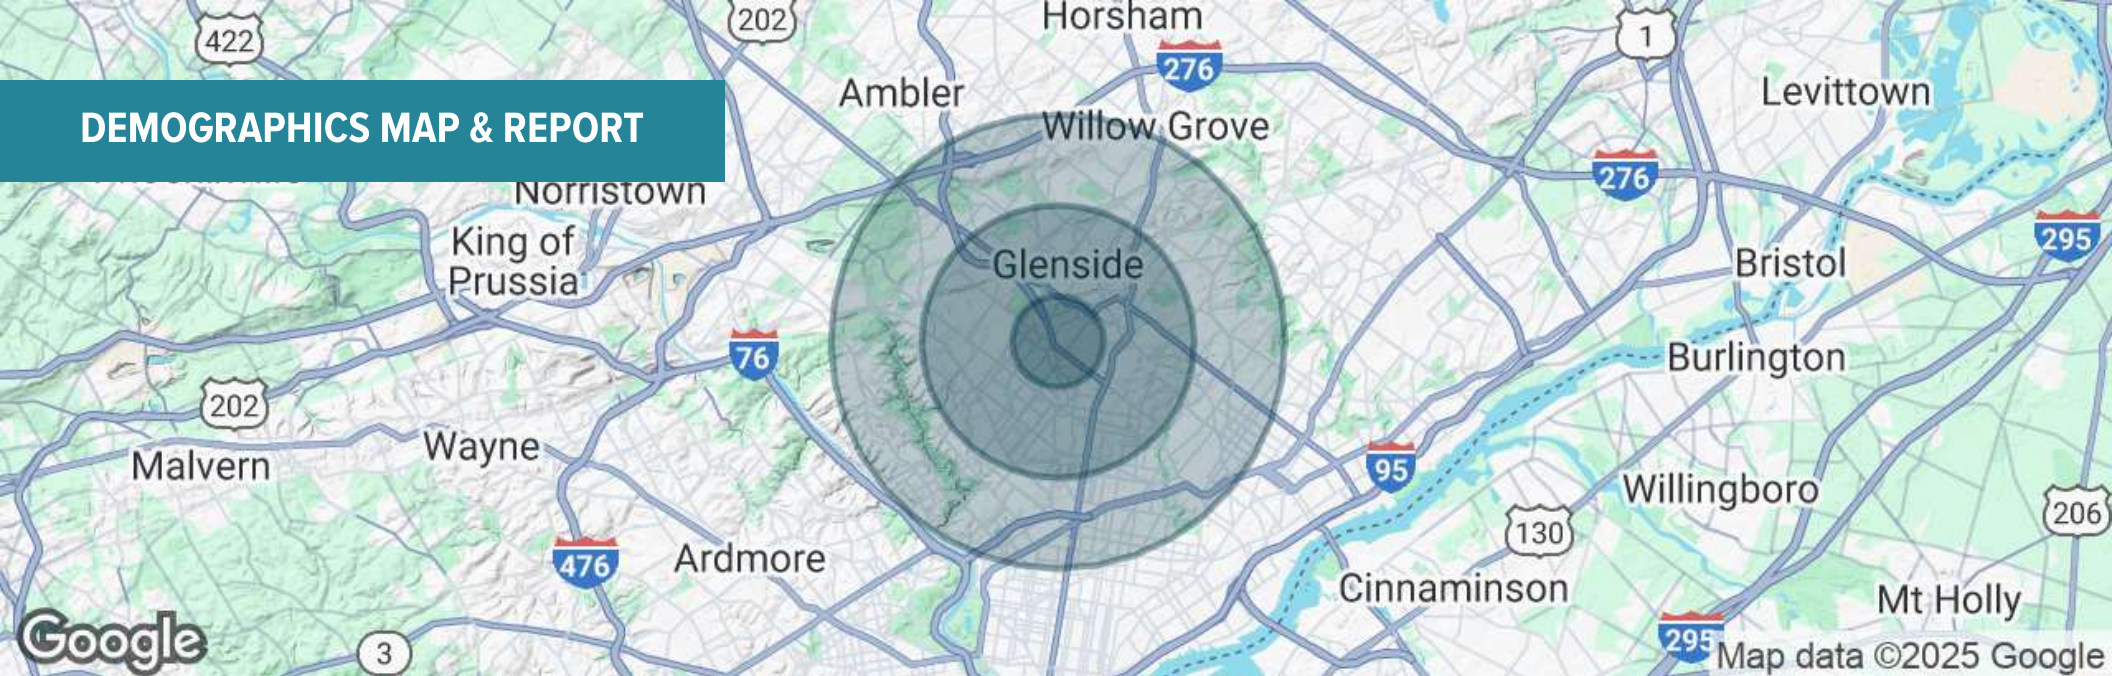 422
202
Horsham
276
1
Ambler
Levittown
DEMOGRAPHICS MAP & REPORT
Willow Grove
276
Norristown
King of
Prussia
Glenside
295
Bristol
76
Burlington
202
Wayne
Malvern
95
Willingboro
130
206
476
Ardmore
Cinnaminson
Mt Holly
Google
3
295
Map data ©2025 Google